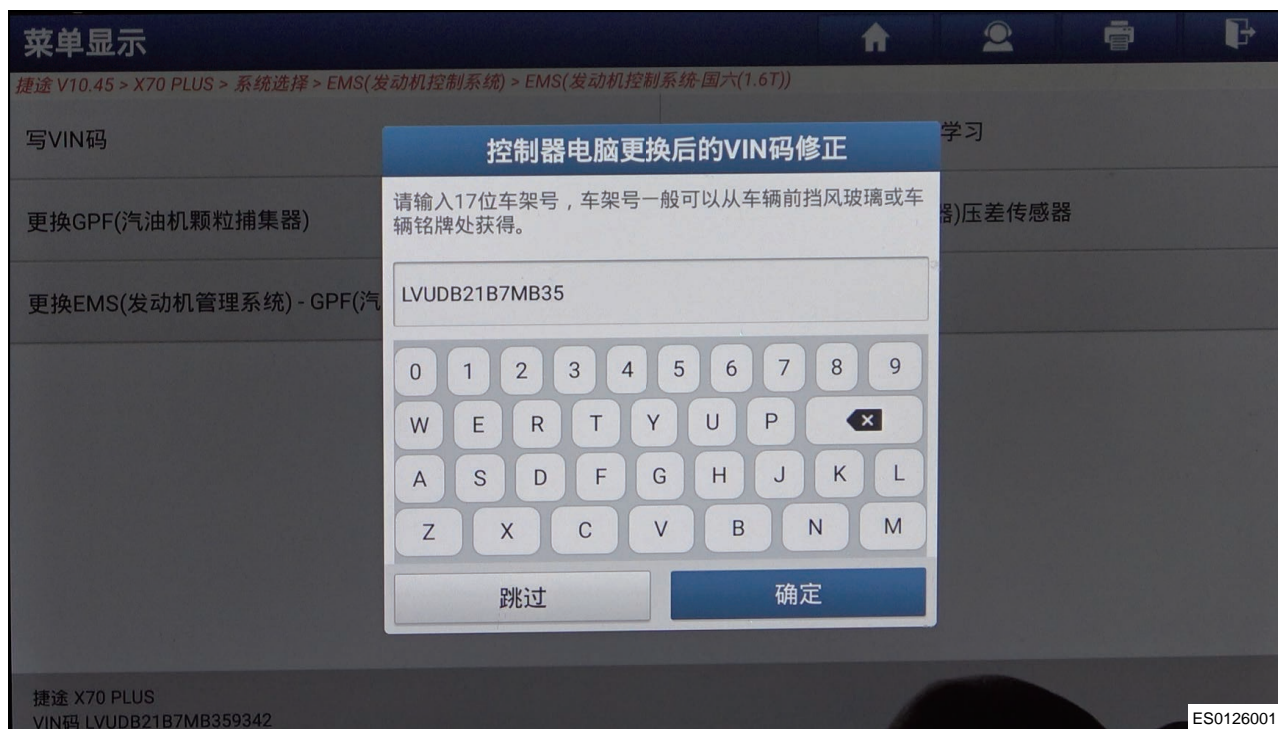 菜单显示
捷途 V10.45 > X70 PLUS > 系统选择 > EMS(发动机控制系统) > EMS(发动机控制系统-国六(1.6T))
写VIN码
学习
控制器电脑更换后的VIN码修正
请输入17位车架号，车架号一般可以从车辆前挡风玻璃或车
辆铭牌处获得。
更换GPF(汽油机颗粒捕集器)
器)压差传感器
LVUDB21B7MB35
更换EMS(发动机管理系统) - GPF(汽
0 1 2 3 4 5 6 7 8 9
W E R T Y U P
A S D F G H J K L
Z X C V B N M
跳过 确定
捷途 X70 PLUS
VIN码 LVUDB21B7MB359342
ES0126001